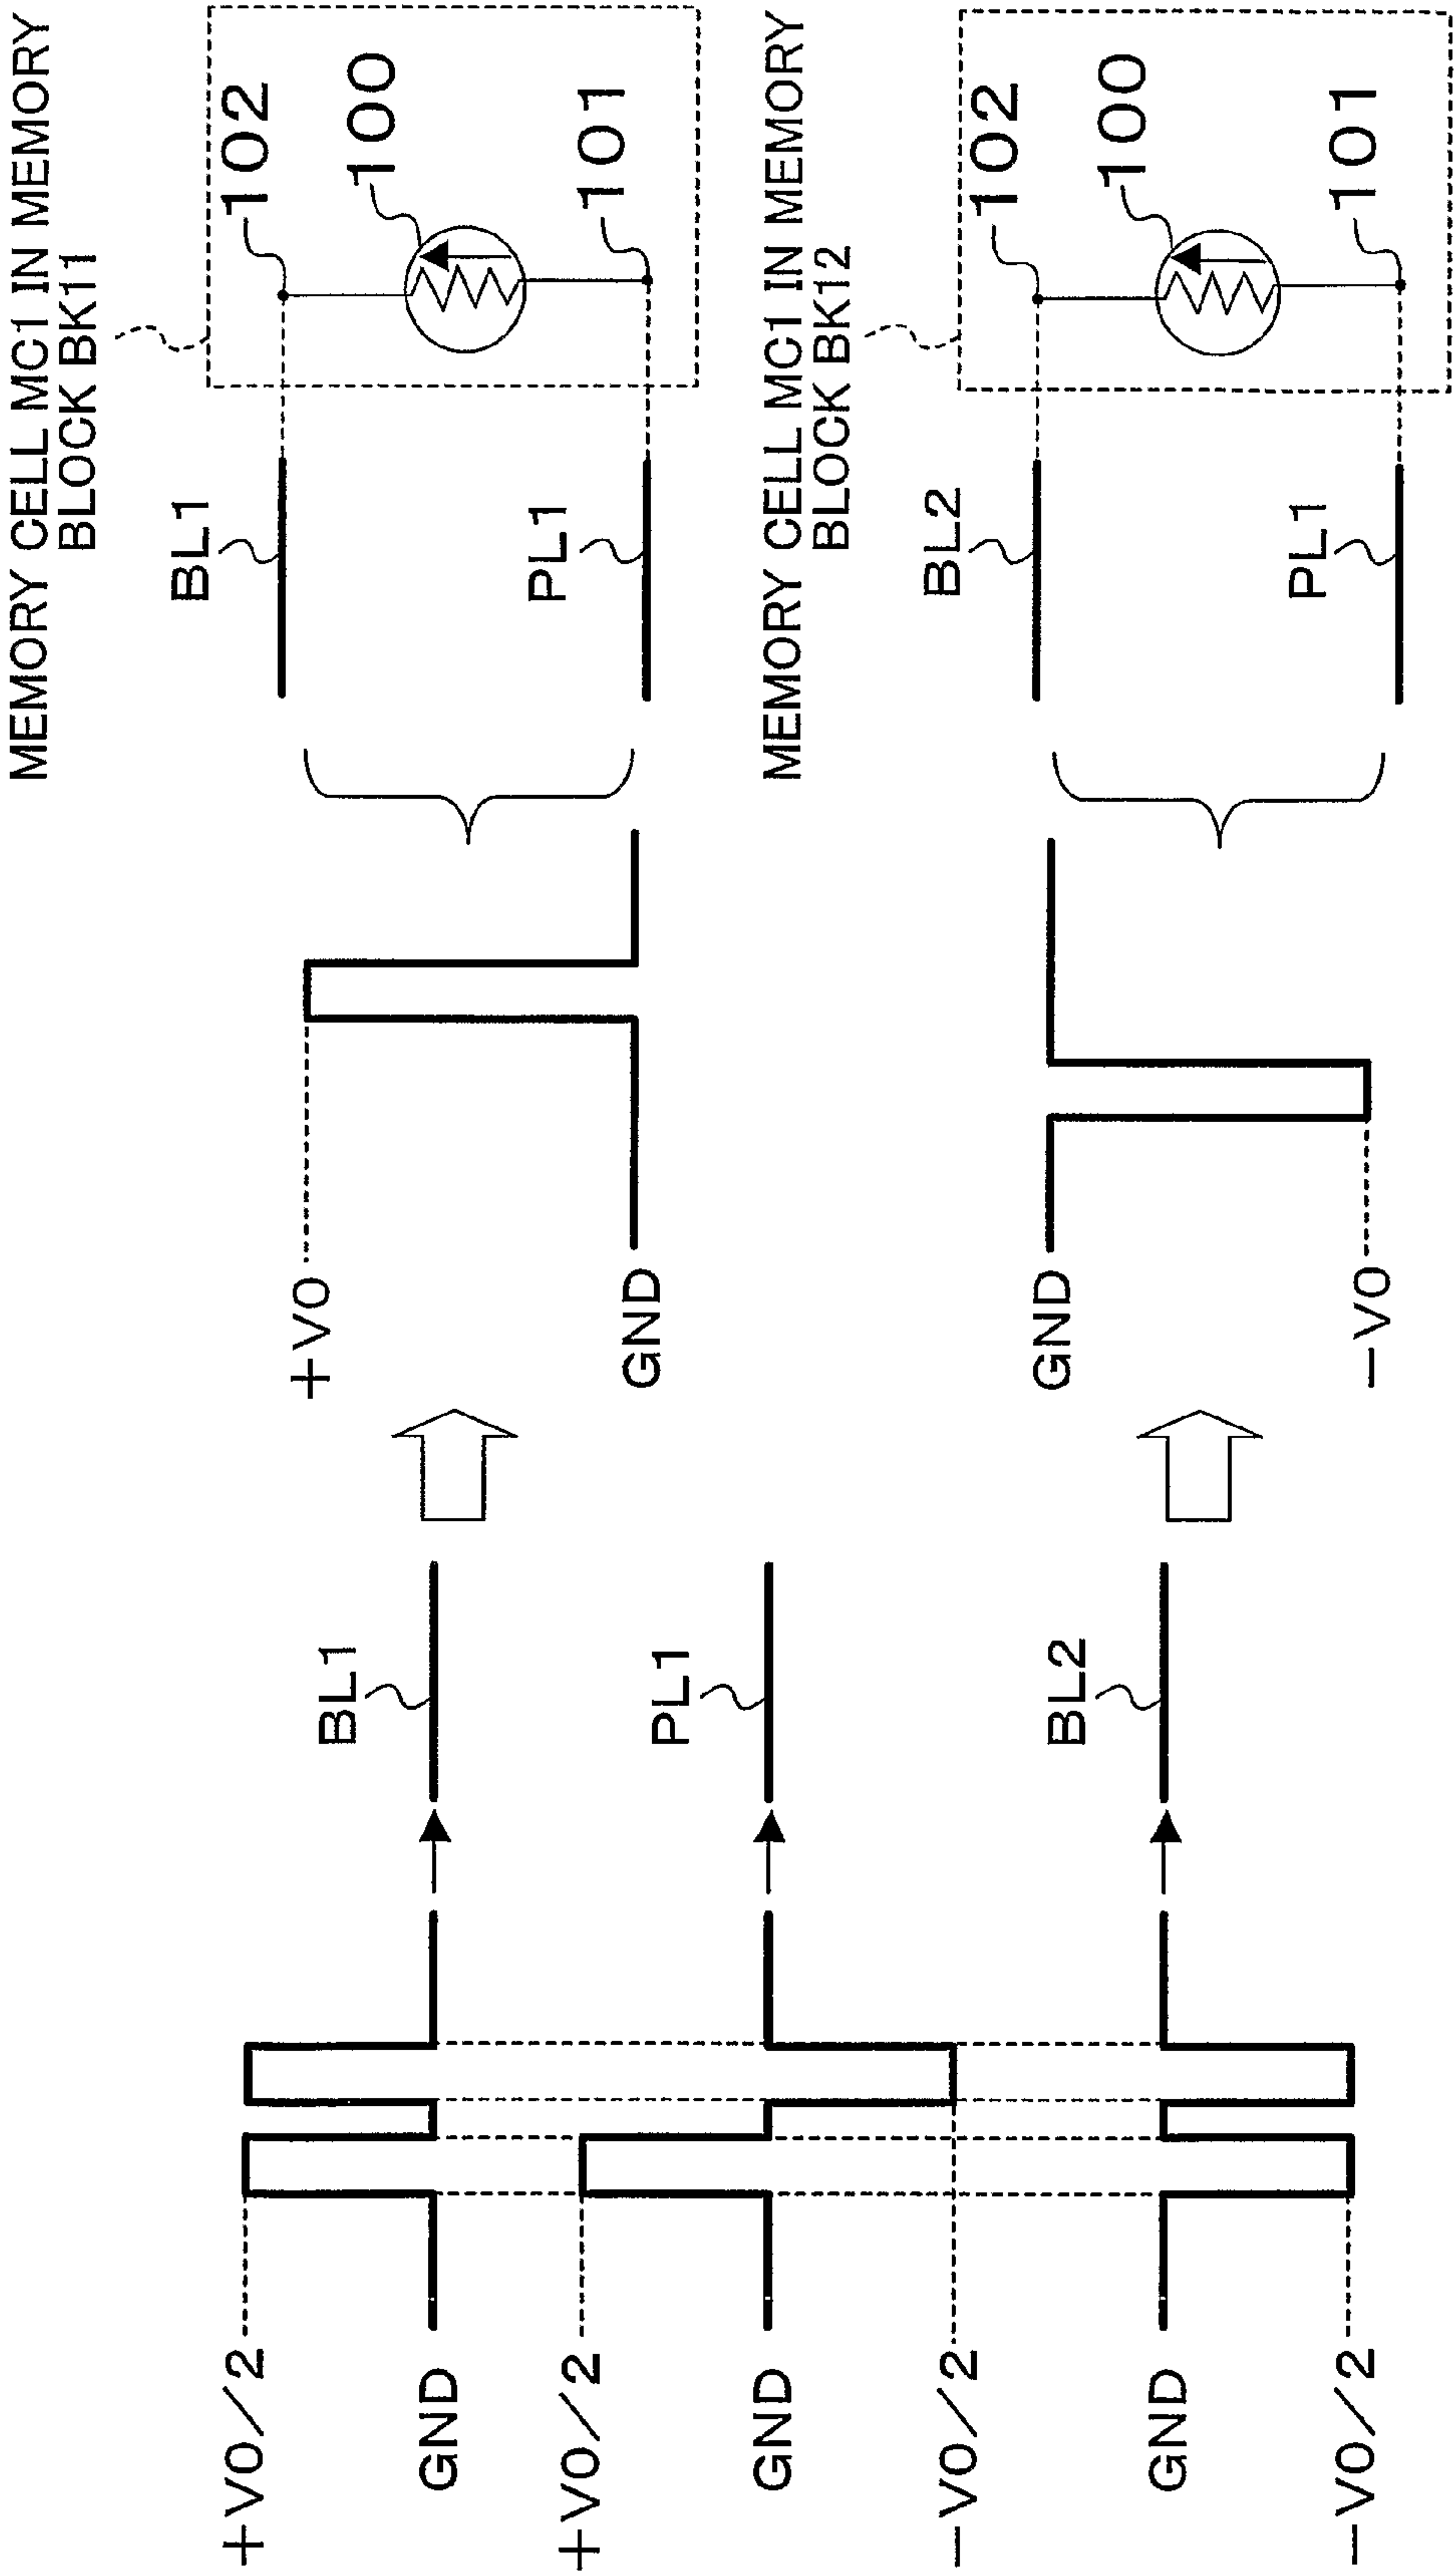 MEMORY CELL MC1 IN MEMORY
BLOCK BK11
+V0/2
GND
BL1
+V0
GND
BL1
PL1
102
100
101
+V0/2
GND
−V0/2
PL1
MEMORY CELL MC1 IN MEMORY
BLOCK BK12
GND
−V0/2
BL2
GND
−V0
BL2
PL1
102
100
101